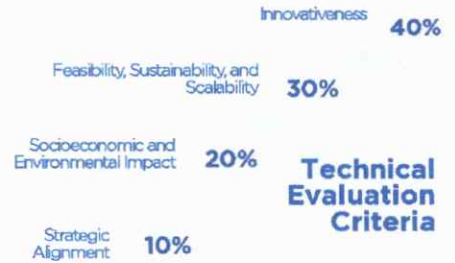 Innovativeness
40%
Feasibility, Sustainability, and
Scalability
30%
Socioeconomic and
Environmental Impact
20%
Technical
Evaluation
Criteria
Strategic
Alignment
10%